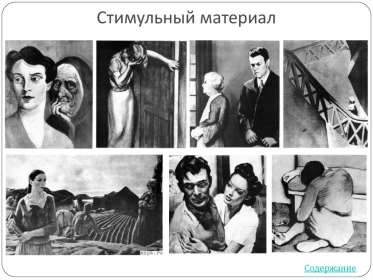 Стимульный материал
Содержание